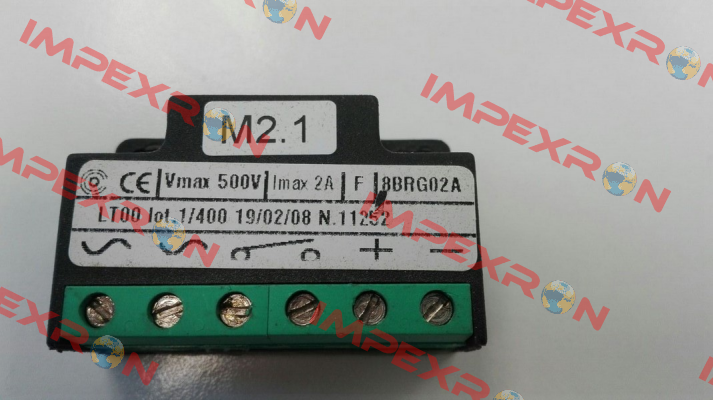 IMPEXRON
IMPEXRON
IMPEXRON
M2.1
CE Vmax 500V Imax 2A F 8BRG02A
LT00 lot.1/400 19/02/08 N.11252
+ −
IMPEXRON
IMPEXRON
IMPEXRON